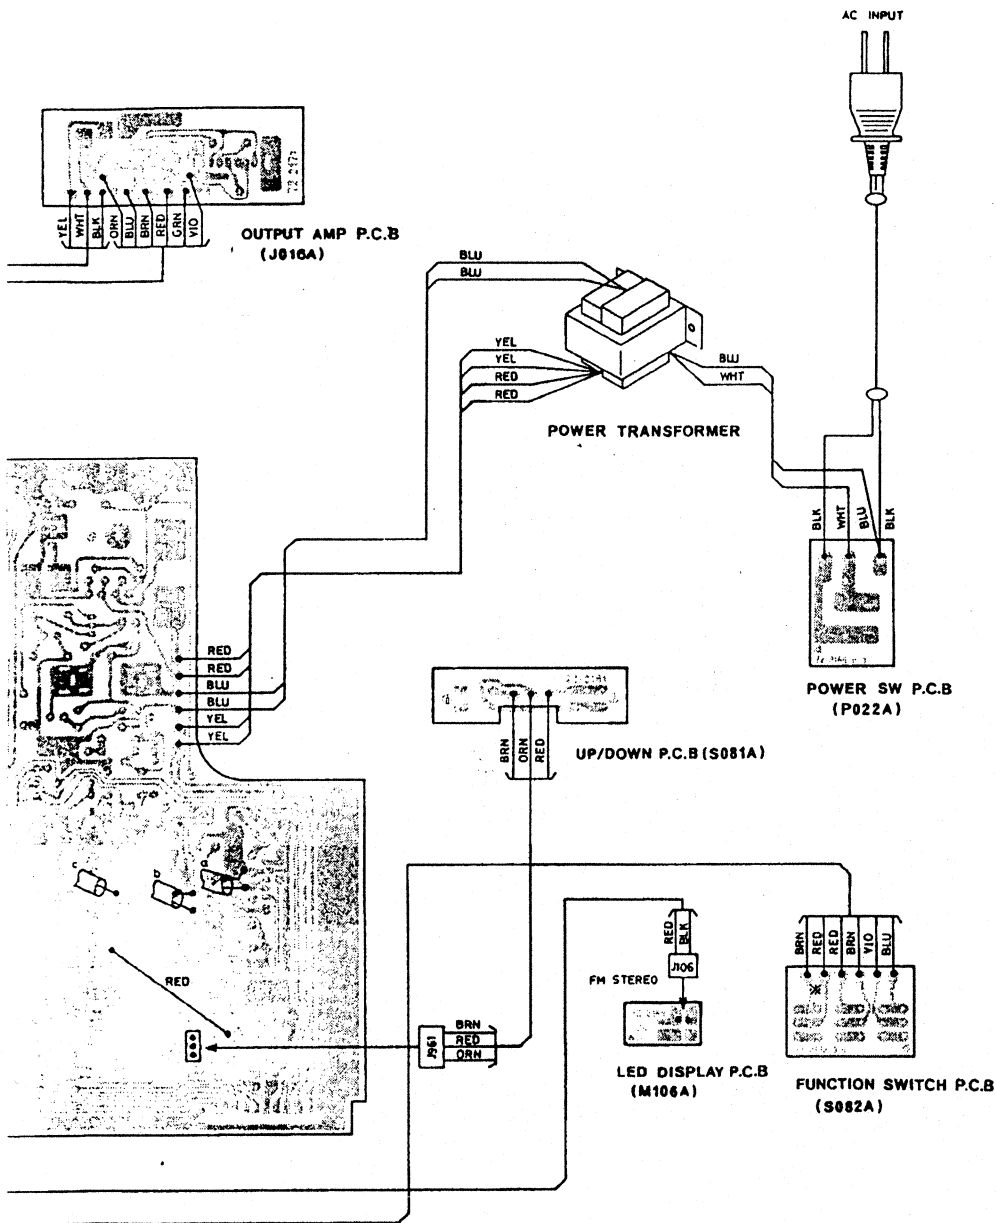 AC INPUT
YEL
WHT
BLK
ORN
BLU
BRN
RED
GRN
VIO
OUTPUT AMP P.C.B
(J016A)
BLU
BLU
YEL
YEL
RED
RED
BLU
WHT
POWER TRANSFORMER
BLK
WHT
BLU
BLK
POWER SW P.C.B
(P022A)
RED
RED
BLU
BLU
YEL
YEL
BRN
ORN
RED
UP/DOWN P.C.B (S081A)
c
b
a
RED
BRN
RED
RED
BRN
VIO
BLU
RED
BLK
J106
FM STEREO
J961
BRN
RED
ORN
LED DISPLAY P.C.B
(M106A)
FUNCTION SWITCH P.C.B
(S082A)